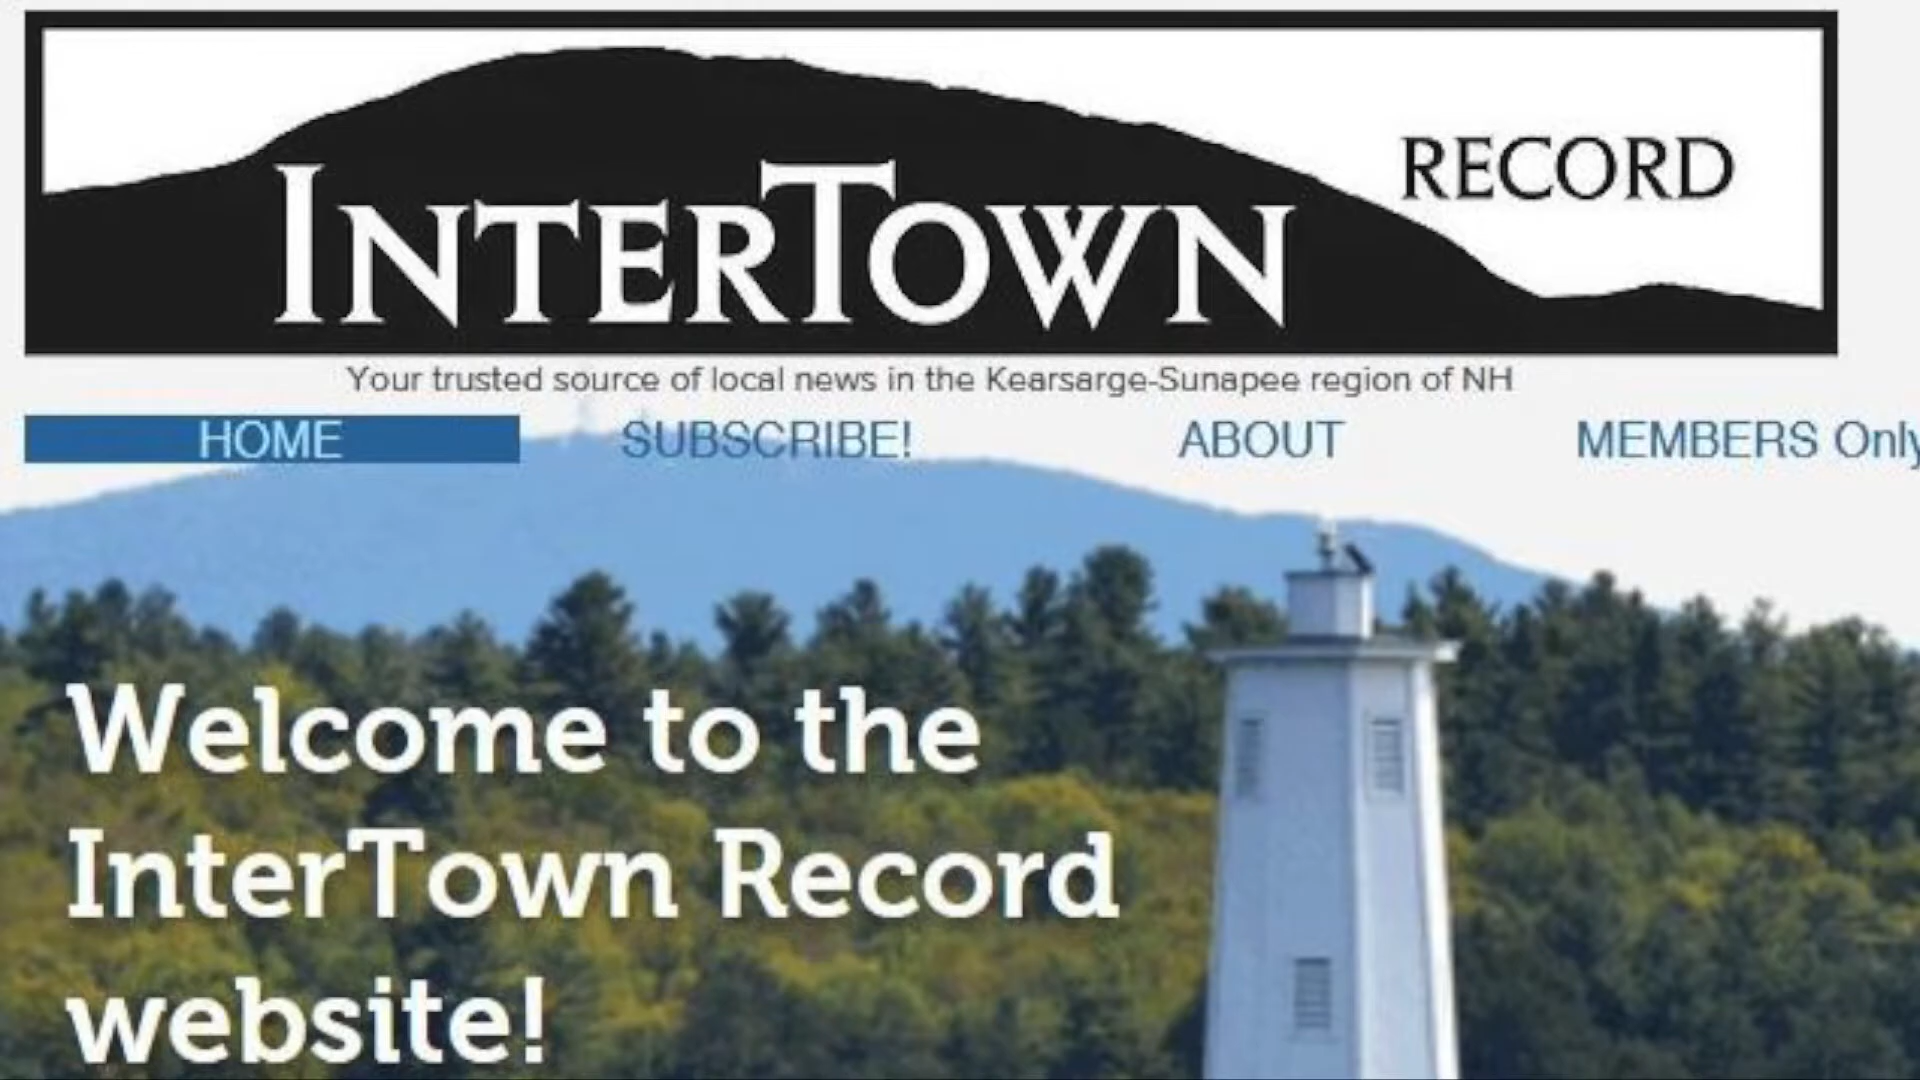 INTERTOWN
RECORD
Your trusted source of local news in the Kearsarge-Sunapee region of NH
HOME SUBSCRIBE! ABOUT MEMBERS Only
Welcome to the
InterTown Record
website!